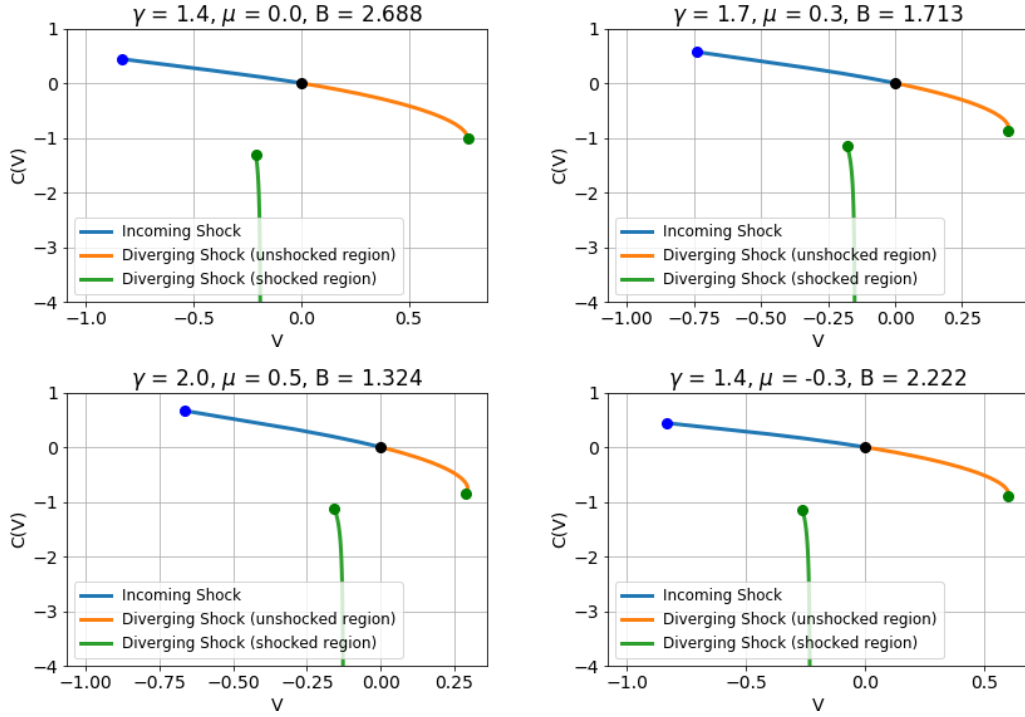 γ = 1.4, μ = 0.0, B = 2.688
1
0
−1
−2
−3
−4
C(V)
Incoming Shock
Diverging Shock (unshocked region)
Diverging Shock (shocked region)
−1.0 −0.5 0.0 0.5
V
γ = 1.7, μ = 0.3, B = 1.713
1
0
−1
−2
−3
−4
C(V)
Incoming Shock
Diverging Shock (unshocked region)
Diverging Shock (shocked region)
−1.00 −0.75 −0.50 −0.25 0.00 0.25
V
γ = 2.0, μ = 0.5, B = 1.324
1
0
−1
−2
−3
−4
C(V)
Incoming Shock
Diverging Shock (unshocked region)
Diverging Shock (shocked region)
−1.00 −0.75 −0.50 −0.25 0.00 0.25
V
γ = 1.4, μ = -0.3, B = 2.222
1
0
−1
−2
−3
−4
C(V)
Incoming Shock
Diverging Shock (unshocked region)
Diverging Shock (shocked region)
−1.0 −0.5 0.0 0.5
V